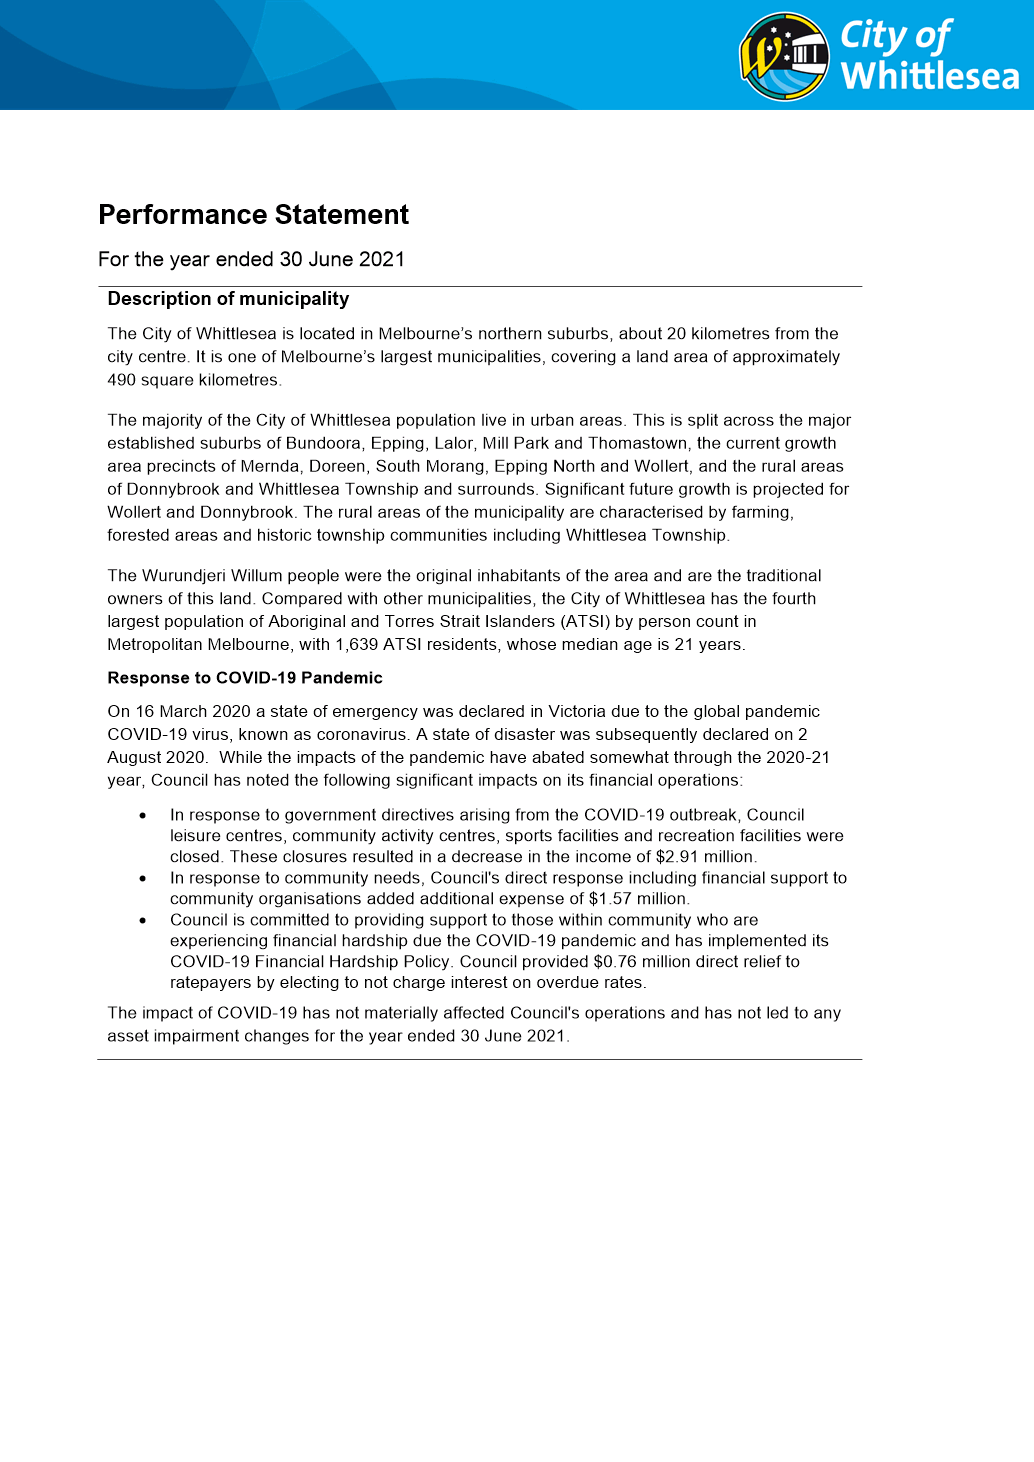 City of
Whittlesea
Performance Statement
For the year ended 30 June 2021
Description of municipality
The City of Whittlesea is located in Melbourne’s northern suburbs, about 20 kilometres from the
city centre. It is one of Melbourne’s largest municipalities, covering a land area of approximately
490 square kilometres.
The majority of the City of Whittlesea population live in urban areas. This is split across the major
established suburbs of Bundoora, Epping, Lalor, Mill Park and Thomastown, the current growth
area precincts of Mernda, Doreen, South Morang, Epping North and Wollert, and the rural areas
of Donnybrook and Whittlesea Township and surrounds. Significant future growth is projected for
Wollert and Donnybrook. The rural areas of the municipality are characterised by farming,
forested areas and historic township communities including Whittlesea Township.
The Wurundjeri Willum people were the original inhabitants of the area and are the traditional
owners of this land. Compared with other municipalities, the City of Whittlesea has the fourth
largest population of Aboriginal and Torres Strait Islanders (ATSI) by person count in
Metropolitan Melbourne, with 1,639 ATSI residents, whose median age is 21 years.
Response to COVID-19 Pandemic
On 16 March 2020 a state of emergency was declared in Victoria due to the global pandemic
COVID-19 virus, known as coronavirus. A state of disaster was subsequently declared on 2
August 2020.  While the impacts of the pandemic have abated somewhat through the 2020-21
year, Council has noted the following significant impacts on its financial operations:
• In response to government directives arising from the COVID-19 outbreak, Council
leisure centres, community activity centres, sports facilities and recreation facilities were
closed. These closures resulted in a decrease in the income of $2.91 million.
• In response to community needs, Council's direct response including financial support to
community organisations added additional expense of $1.57 million.
• Council is committed to providing support to those within community who are
experiencing financial hardship due the COVID-19 pandemic and has implemented its
COVID-19 Financial Hardship Policy. Council provided $0.76 million direct relief to
ratepayers by electing to not charge interest on overdue rates.
The impact of COVID-19 has not materially affected Council's operations and has not led to any
asset impairment changes for the year ended 30 June 2021.